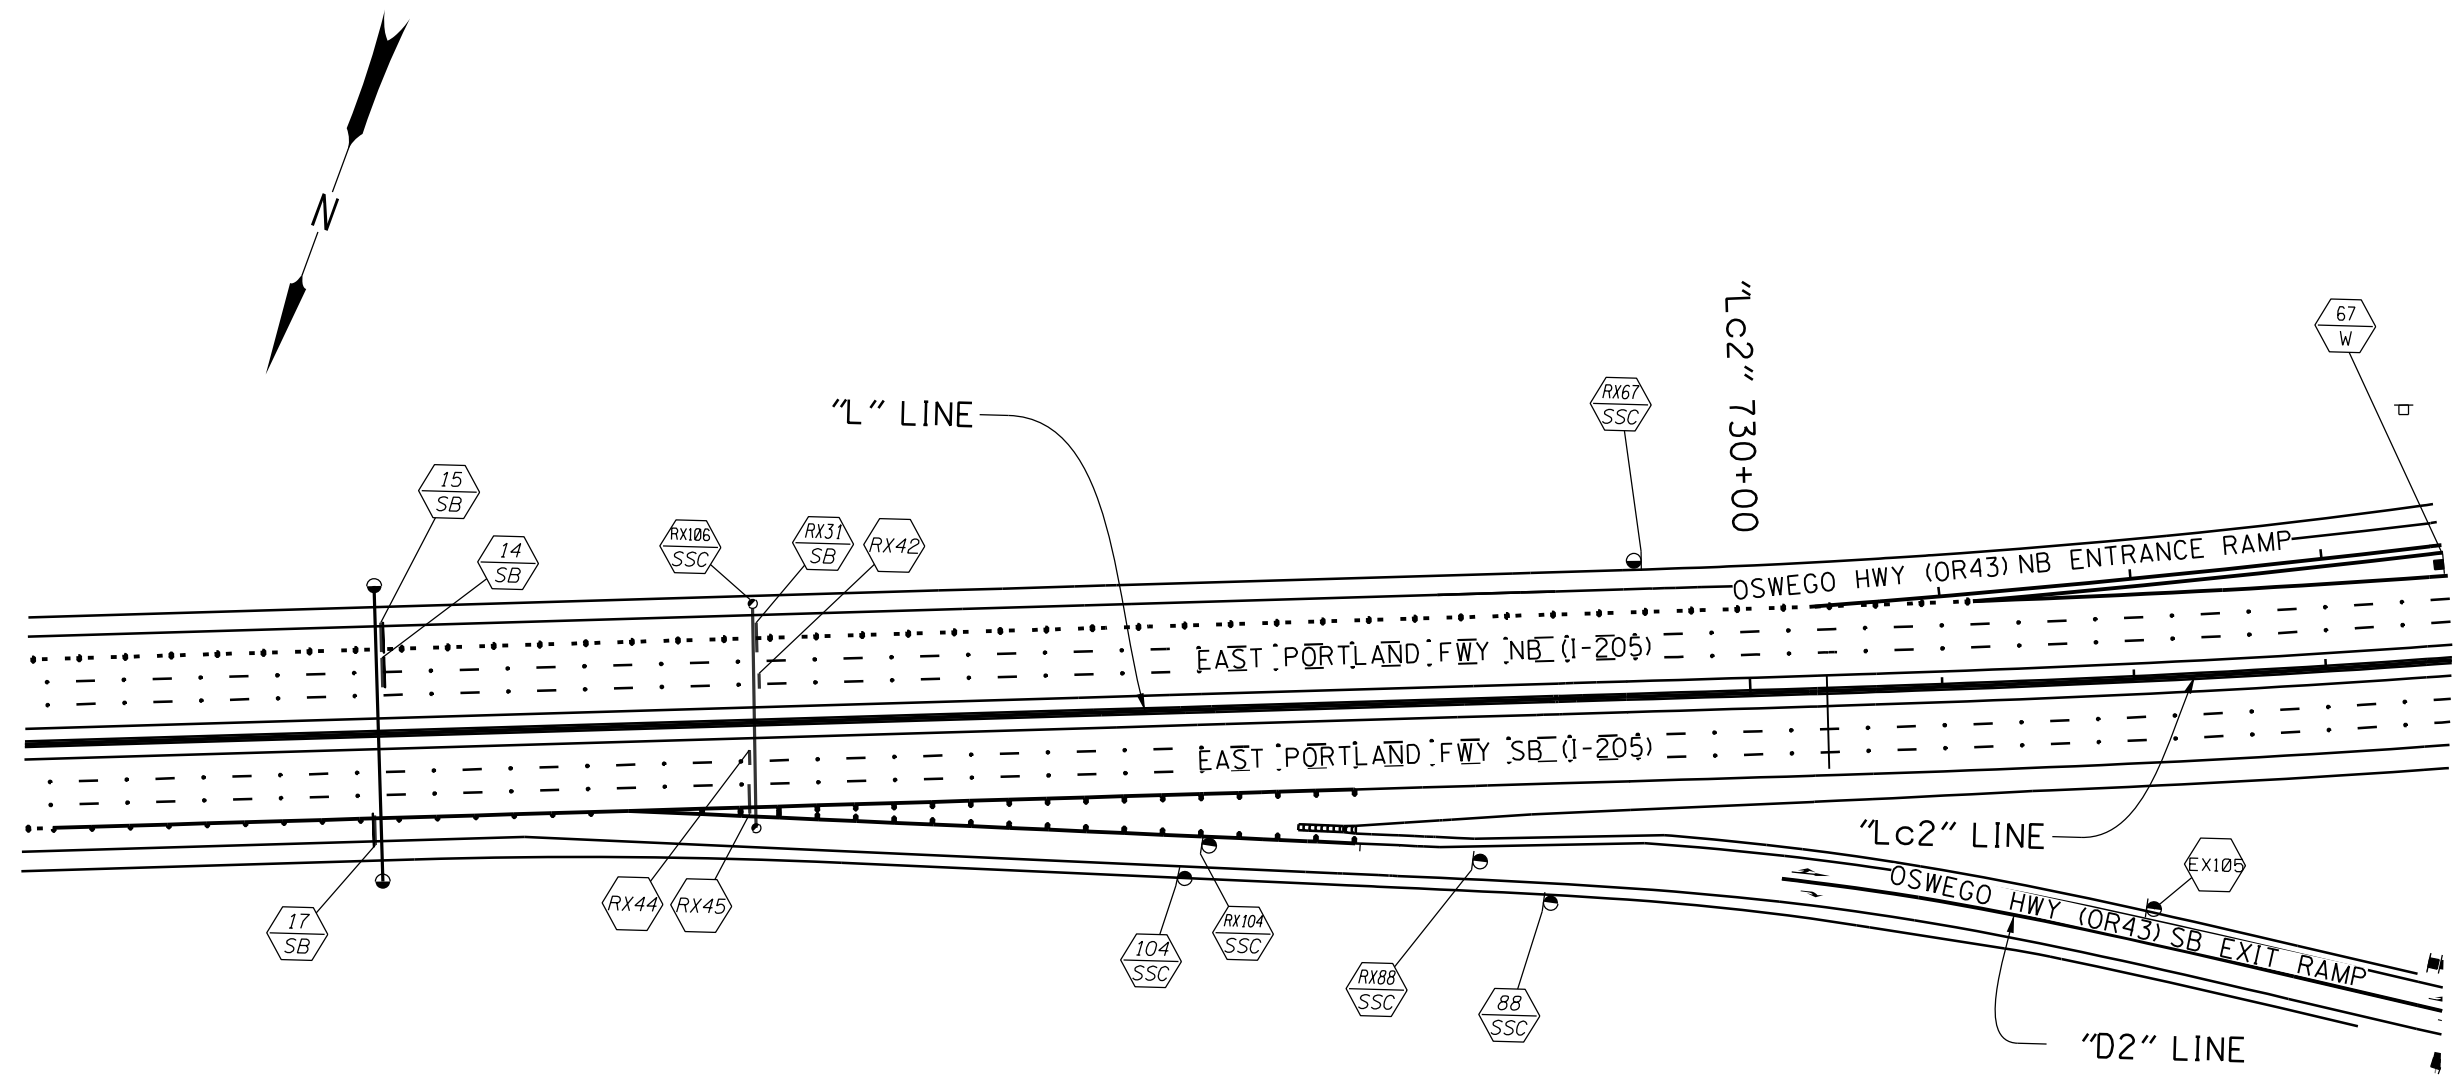 N
"Lc2" 730+00
67
W
RX67
SSC
"L" LINE
15
SB
14
SB
RX106
SSC
RX31
SB
RX42
OSWEGO HWY (OR43) NB ENTRANCE RAMP
EAST PORTLAND FWY NB (I-205)
EAST PORTLAND FWY SB (I-205)
"Lc2" LINE
EX105
OSWEGO HWY (OR43) SB EXIT RAMP
17
SB
RX44
RX45
104
SSC
RX104
SSC
RX88
SSC
88
SSC
"D2" LINE